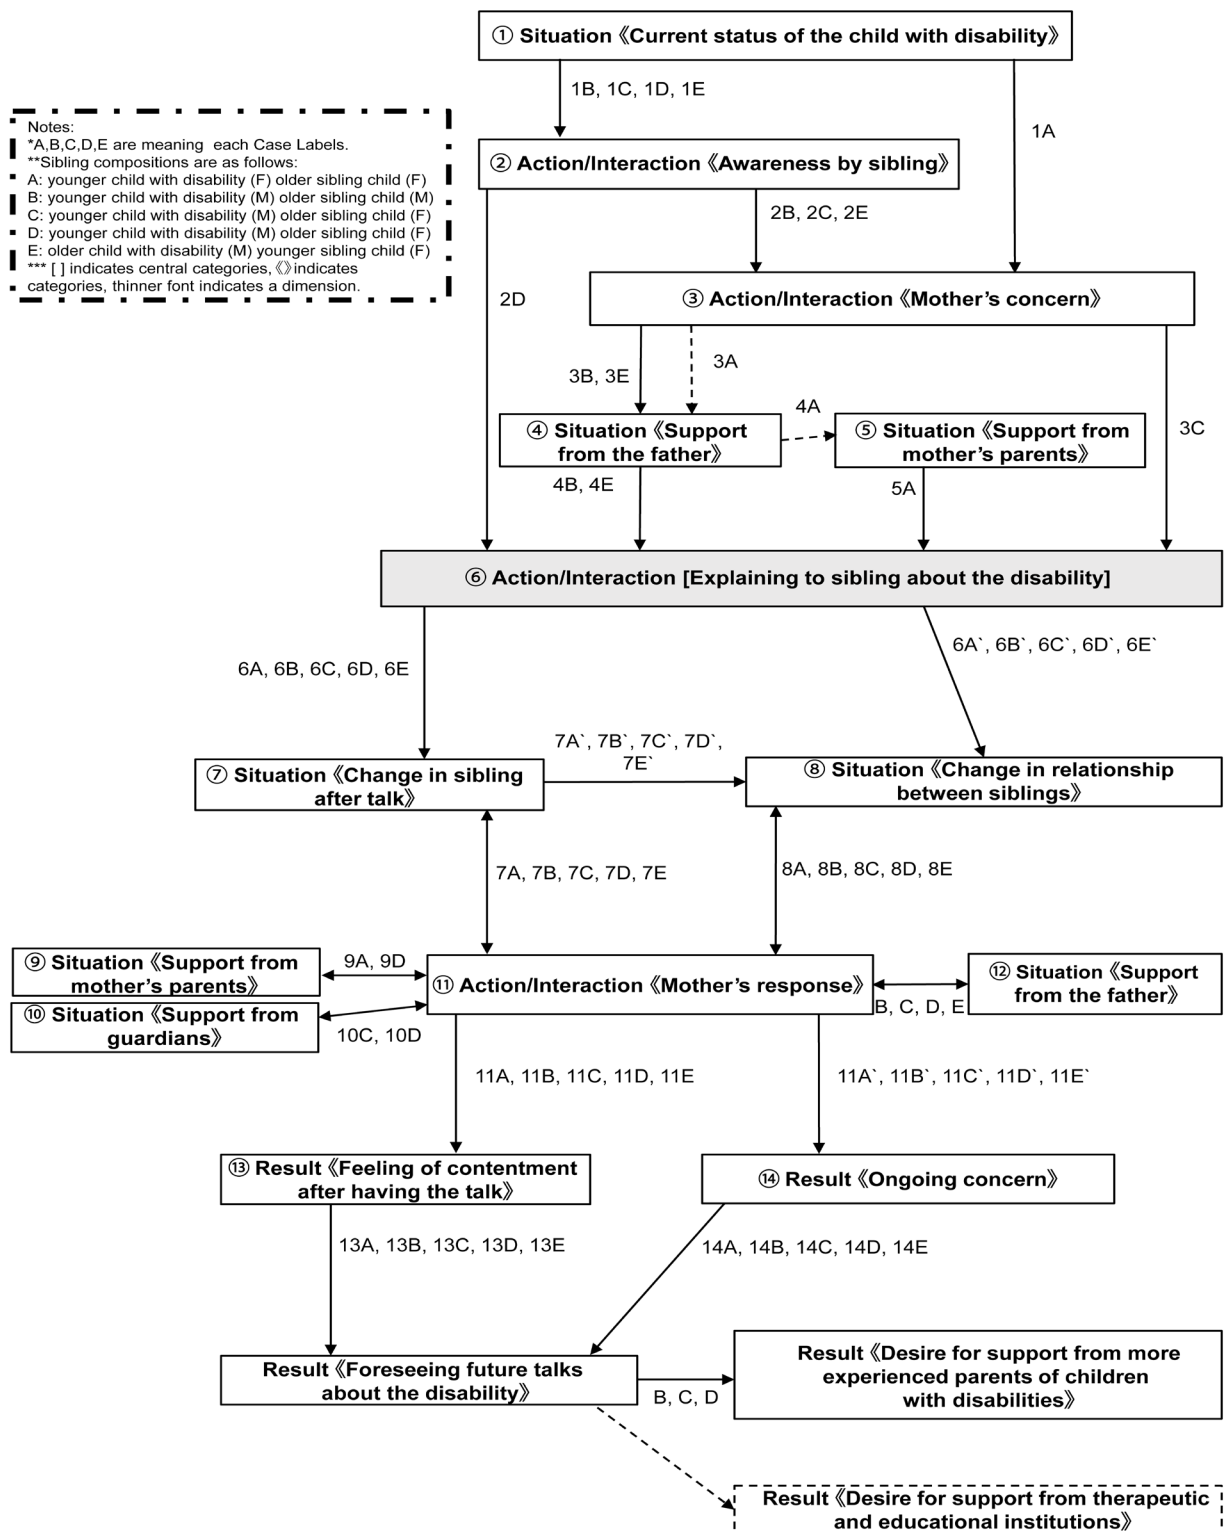 ① Situation《Current status of the child with disability》
1B, 1C, 1D, 1E
1A
Notes:
*A,B,C,D,E are meaning each Case Labels.
**Sibling compositions are as follows:
A: younger child with disability (F) older sibling child (F)
B: younger child with disability (M) older sibling child (M)
C: younger child with disability (M) older sibling child (F)
D: younger child with disability (M) older sibling child (F)
E: older child with disability (M) younger sibling child (F)
*** [ ] indicates central categories,《》indicates
categories, thinner font indicates a dimension.
② Action/Interaction《Awareness by sibling》
2B, 2C, 2E
2D
③ Action/Interaction《Mother's concern》
3B, 3E
3A
3C
④ Situation《Support
from the father》
4A
⑤ Situation《Support from
mother's parents》
4B, 4E
5A
⑥ Action/Interaction [Explaining to sibling about the disability]
6A, 6B, 6C, 6D, 6E
6A`, 6B`, 6C`, 6D`, 6E`
⑦ Situation《Change in sibling
after talk》
7A`, 7B`, 7C`, 7D`,
7E`
⑧ Situation《Change in relationship
between siblings》
7A, 7B, 7C, 7D, 7E
8A, 8B, 8C, 8D, 8E
⑨ Situation《Support from
mother's parents》
9A, 9D
⑩ Situation《Support from
guardians》
10C, 10D
⑪ Action/Interaction《Mother's response》
B, C, D, E
⑫ Situation《Support
from the father》
11A, 11B, 11C, 11D, 11E
11A`, 11B`, 11C`, 11D`, 11E`
⑬ Result《Feeling of contentment
after having the talk》
⑭ Result《Ongoing concern》
13A, 13B, 13C, 13D, 13E
14A, 14B, 14C, 14D, 14E
Result《Foreseeing future talks
about the disability》
B, C, D
Result《Desire for support from more
experienced parents of children
with disabilities》
Result《Desire for support from therapeutic
and educational institutions》